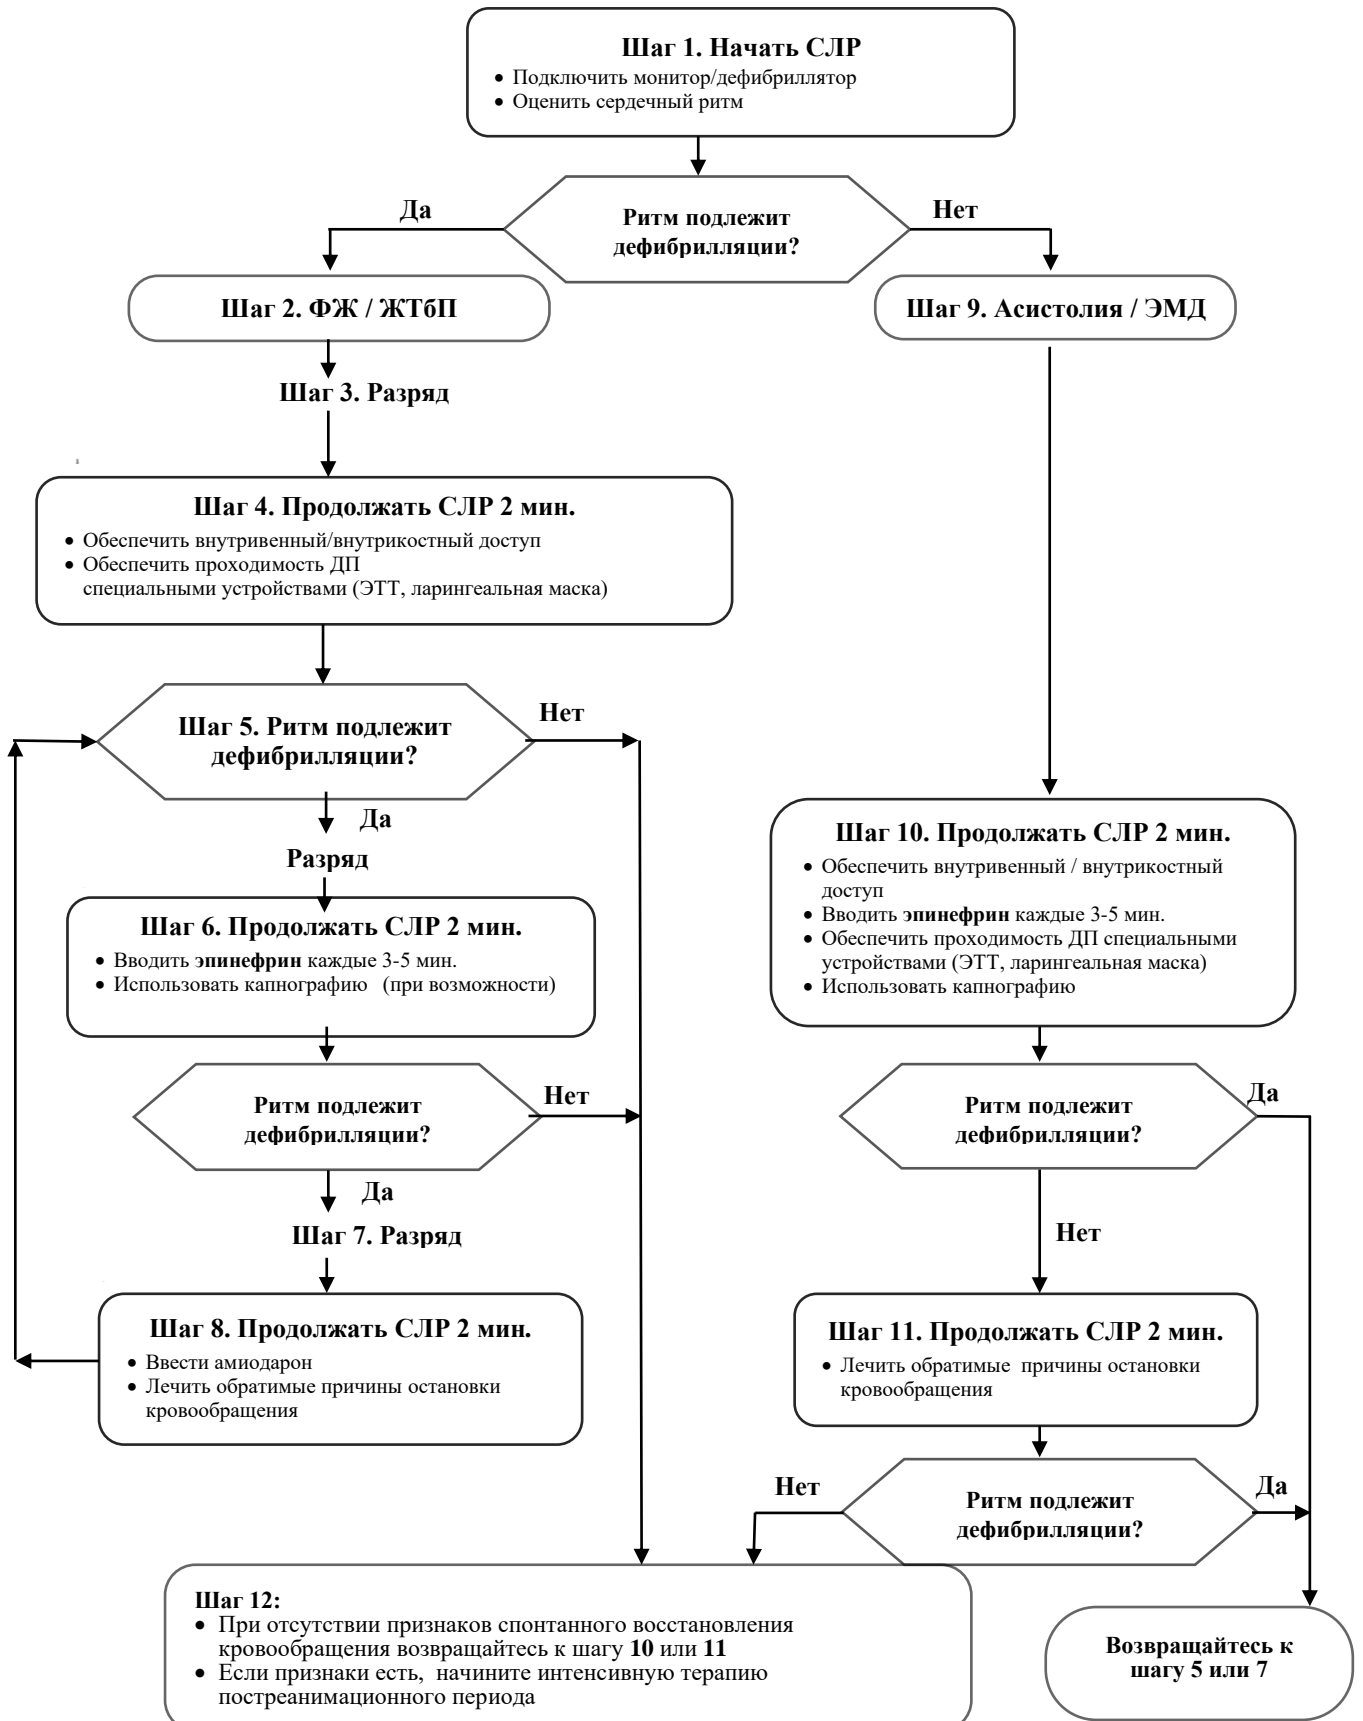 Шаг 1. Начать СЛР
• Подключить монитор/дефибриллятор
• Оценить сердечный ритм
Ритм подлежит
дефибрилляции?
Да
Нет
Шаг 2. ФЖ / ЖТбП
Шаг 9. Асистолия / ЭМД
Шаг 3. Разряд
Шаг 4. Продолжать СЛР 2 мин.
• Обеспечить внутривенный/внутрикостный доступ
• Обеспечить проходимость ДП
специальными устройствами (ЭТТ, ларингеальная маска)
Шаг 5. Ритм подлежит
дефибрилляции?
Нет
Да
Разряд
Шаг 6. Продолжать СЛР 2 мин.
• Вводить эпинефрин каждые 3-5 мин.
• Использовать капнографию (при возможности)
Ритм подлежит
дефибрилляции?
Нет
Да
Шаг 7. Разряд
Шаг 8. Продолжать СЛР 2 мин.
• Ввести амиодарон
• Лечить обратимые причины остановки
кровообращения
Шаг 10. Продолжать СЛР 2 мин.
• Обеспечить внутривенный / внутрикостный
доступ
• Вводить эпинефрин каждые 3-5 мин.
• Обеспечить проходимость ДП специальными
устройствами (ЭТТ, ларингеальная маска)
• Использовать капнографию
Ритм подлежит
дефибрилляции?
Да
Нет
Шаг 11. Продолжать СЛР 2 мин.
• Лечить обратимые причины остановки
кровообращения
Ритм подлежит
дефибрилляции?
Нет
Да
Шаг 12:
• При отсутствии признаков спонтанного восстановления
кровообращения возвращайтесь к шагу 10 или 11
• Если признаки есть, начините интенсивную терапию
постреанимационного периода
Возвращайтесь к
шагу 5 или 7